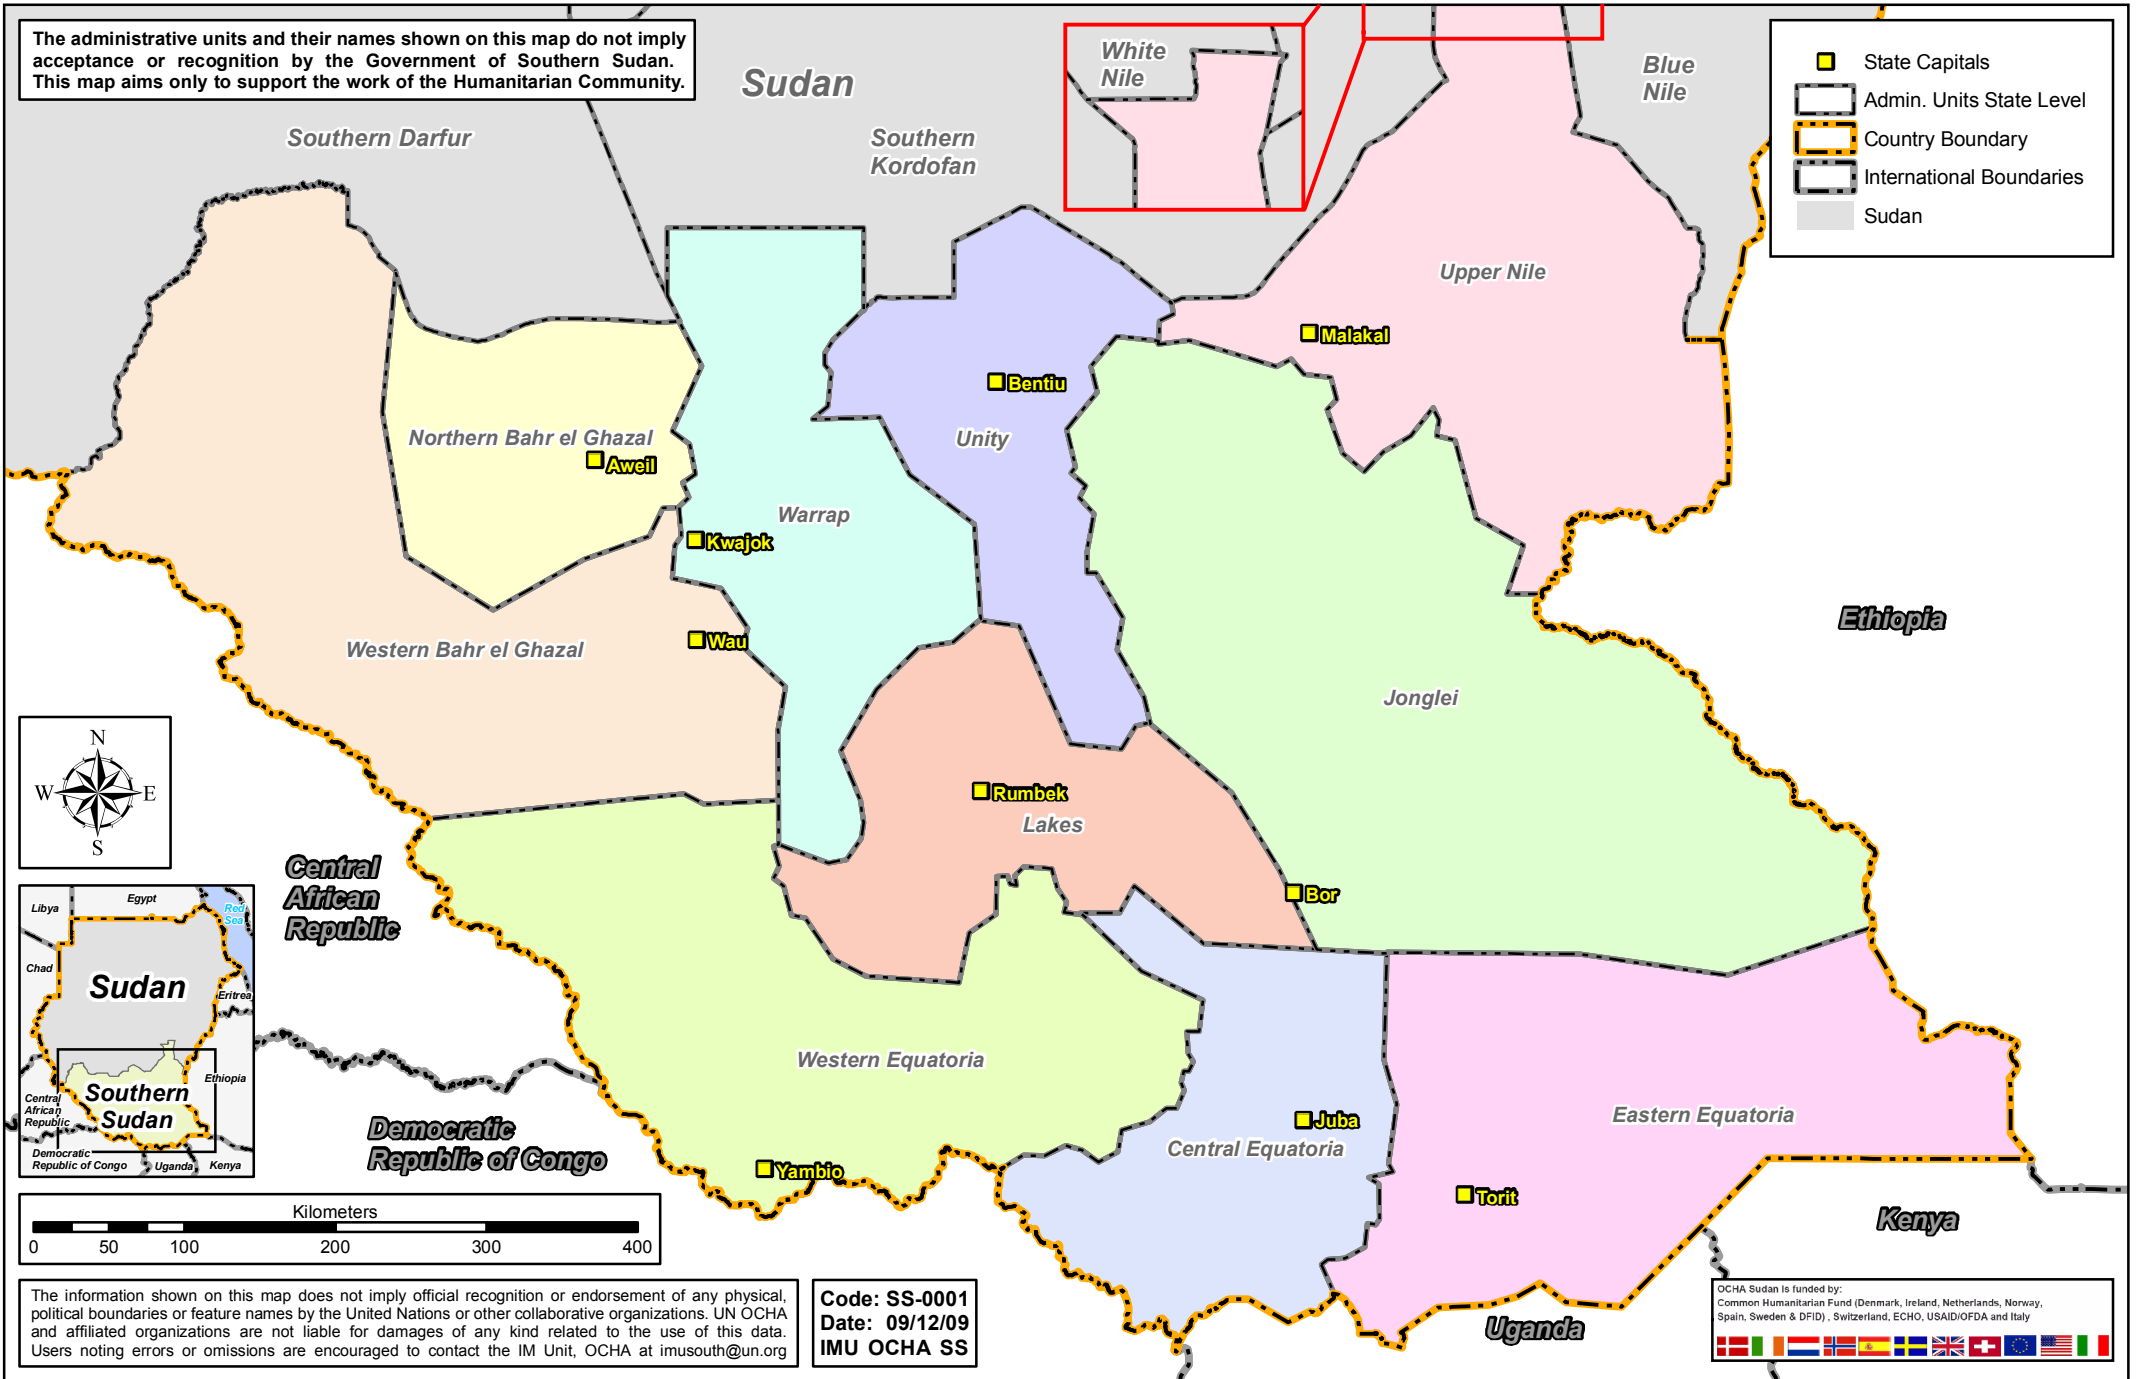 The administrative units and their names shown on this map do not imply
acceptance or recognition by the Government of Southern Sudan.
This map aims only to support the work of the Humanitarian Community.
Sudan
White
Nile
Blue
Nile
State Capitals
Admin. Units State Level
Country Boundary
International Boundaries
Sudan
Southern Darfur
Southern
Kordofan
Upper Nile
Malakal
Bentiu
Unity
Northern Bahr el Ghazal
Aweil
Warrap
Kwajok
Wau
Western Bahr el Ghazal
Ethiopia
Jonglei
Rumbek
Lakes
Bor
N
W
E
S
Central
African
Republic
Western Equatoria
Democratic
Republic of Congo
Yambio
Juba
Central Equatoria
Eastern Equatoria
Torit
Kenya
Uganda
Libya
Egypt
Red
Sea
Chad
Sudan
Eritrea
Ethiopia
Southern
Sudan
Central
African
Republic
Democratic
Republic of Congo
Uganda
Kenya
Kilometers
0 50 100 200 300 400
The information shown on this map does not imply official recognition or endorsement of any physical,
political boundaries or feature names by the United Nations or other collaborative organizations. UN OCHA
and affiliated organizations are not liable for damages of any kind related to the use of this data.
Users noting errors or omissions are encouraged to contact the IM Unit, OCHA at imusouth@un.org
Code: SS-0001
Date: 09/12/09
IMU OCHA SS
OCHA Sudan is funded by:
Common Humanitarian Fund (Denmark, Ireland, Netherlands, Norway,
Spain, Sweden & DFID) , Switzerland, ECHO, USAID/OFDA and Italy